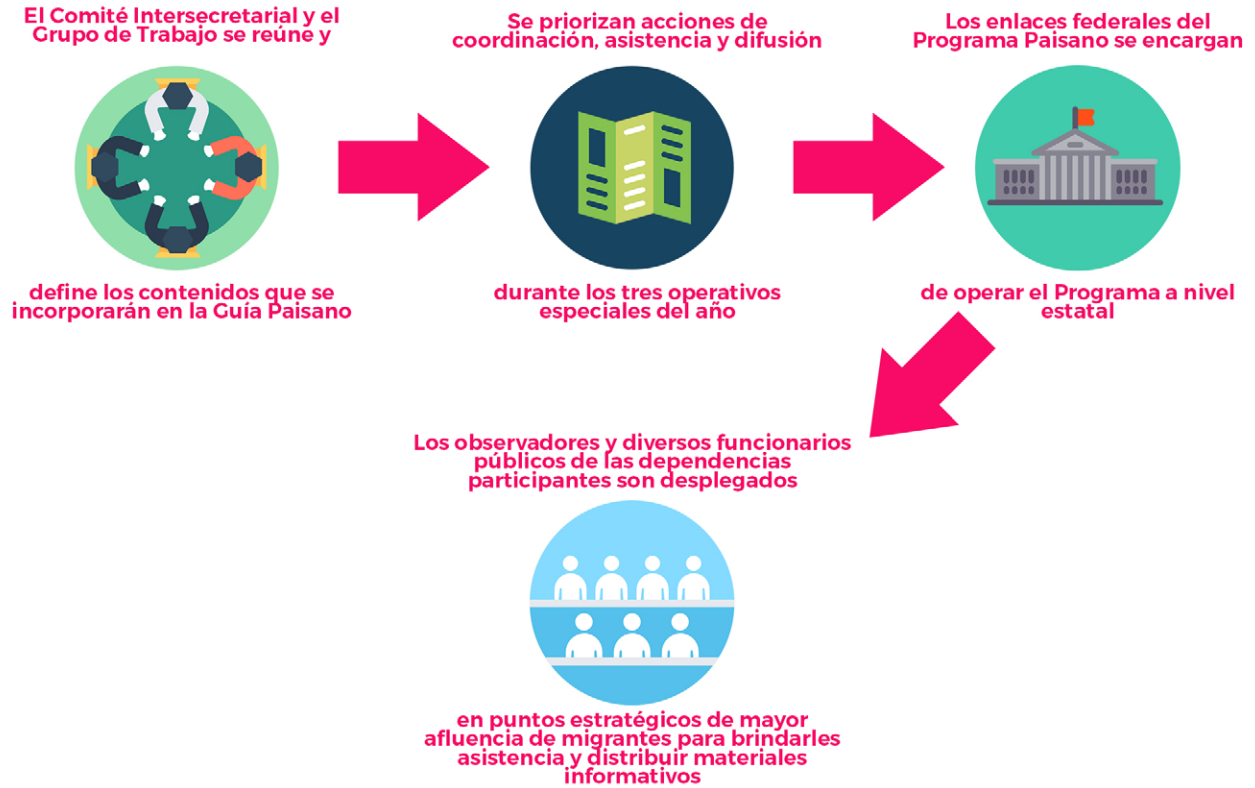 El Comité Intersecretarial y el
Grupo de Trabajo se reúne y
define los contenidos que se
incorporarán en la Guía Paisano
Se priorizan acciones de
coordinación, asistencia y difusión
durante los tres operativos
especiales del año
Los enlaces federales del
Programa Paisano se encargan
de operar el Programa a nivel
estatal
Los observadores y diversos funcionarios
públicos de las dependencias
participantes son desplegados
en puntos estratégicos de mayor
afluencia de migrantes para brindarles
asistencia y distribuir materiales
informativos